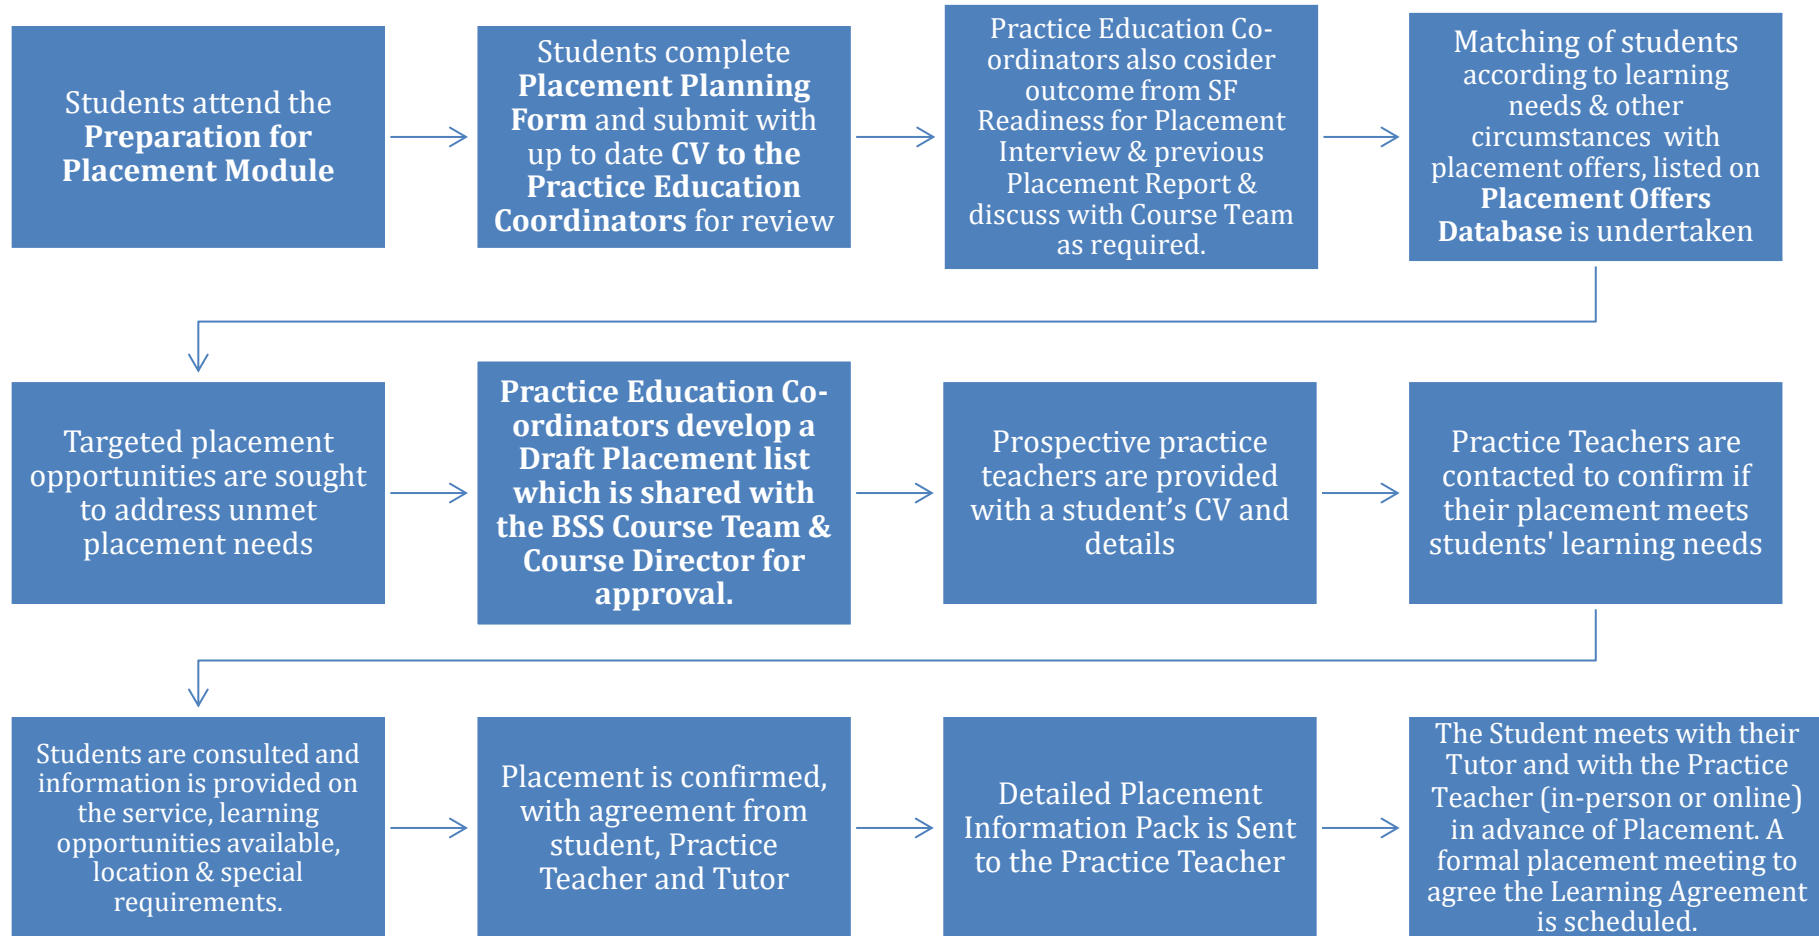 Students attend the
Preparation for
Placement Module
Students complete
Placement Planning
Form and submit with
up to date CV to the
Practice Education
Coordinators for review
Practice Education Co-
ordinators also cosider
outcome from SF
Readiness for Placement
Interview & previous
Placement Report &
discuss with Course Team
as required.
Matching of students
according to learning
needs & other
circumstances with
placement offers, listed on
Placement Offers
Database is undertaken
Targeted placement
opportunities are sought
to address unmet
placement needs
Practice Education Co-
ordinators develop a
Draft Placement list
which is shared with
the BSS Course Team &
Course Director for
approval.
Prospective practice
teachers are provided
with a student’s CV and
details
Practice Teachers are
contacted to confirm if
their placement meets
students' learning needs
Students are consulted and
information is provided on
the service, learning
opportunities available,
location & special
requirements.
Placement is confirmed,
with agreement from
student, Practice
Teacher and Tutor
Detailed Placement
Information Pack is Sent
to the Practice Teacher
The Student meets with their
Tutor and with the Practice
Teacher (in-person or online)
in advance of Placement. A
formal placement meeting to
agree the Learning Agreement
is scheduled.